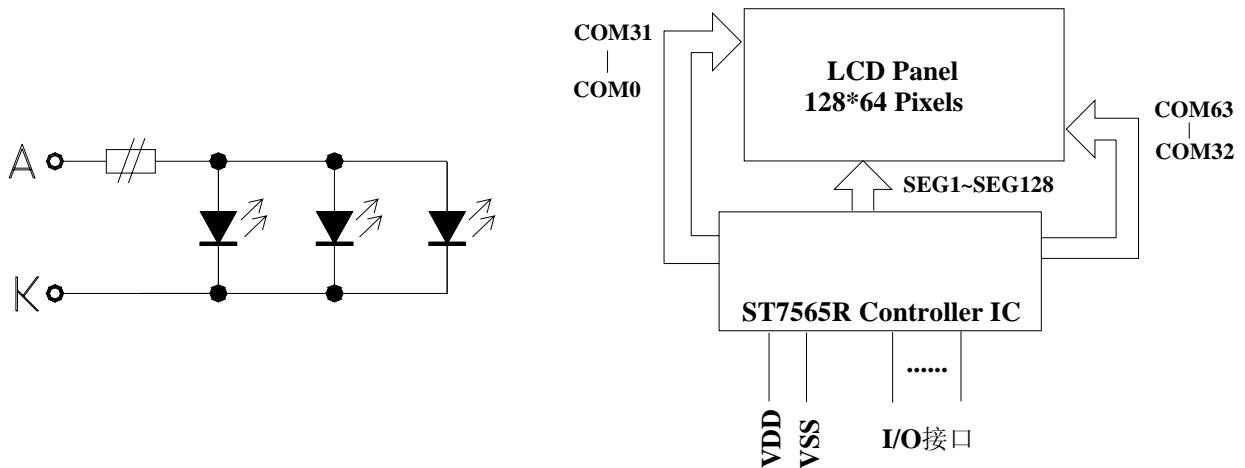 A
K
COM31
COM0
LCD Panel
128*64 Pixels
COM63
COM32
SEG1~SEG128
ST7565R Controller IC
......
VDD
VSS
I/O接口